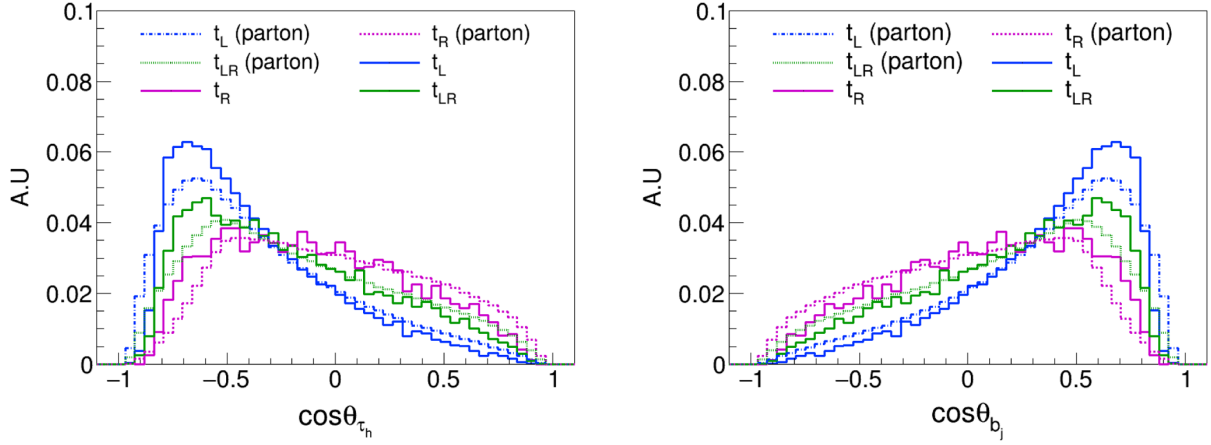 0.1
0.08
0.06
0.04
0.02
0
A.U
t_L (parton) t_R (parton)
t_LR (parton) t_L
t_R t_LR
−1 −0.5 0 0.5 1
cosθ_τ_h
0.1
0.08
0.06
0.04
0.02
0
A.U
t_L (parton) t_R (parton)
t_LR (parton) t_L
t_R t_LR
−1 −0.5 0 0.5 1
cosθ_b_j